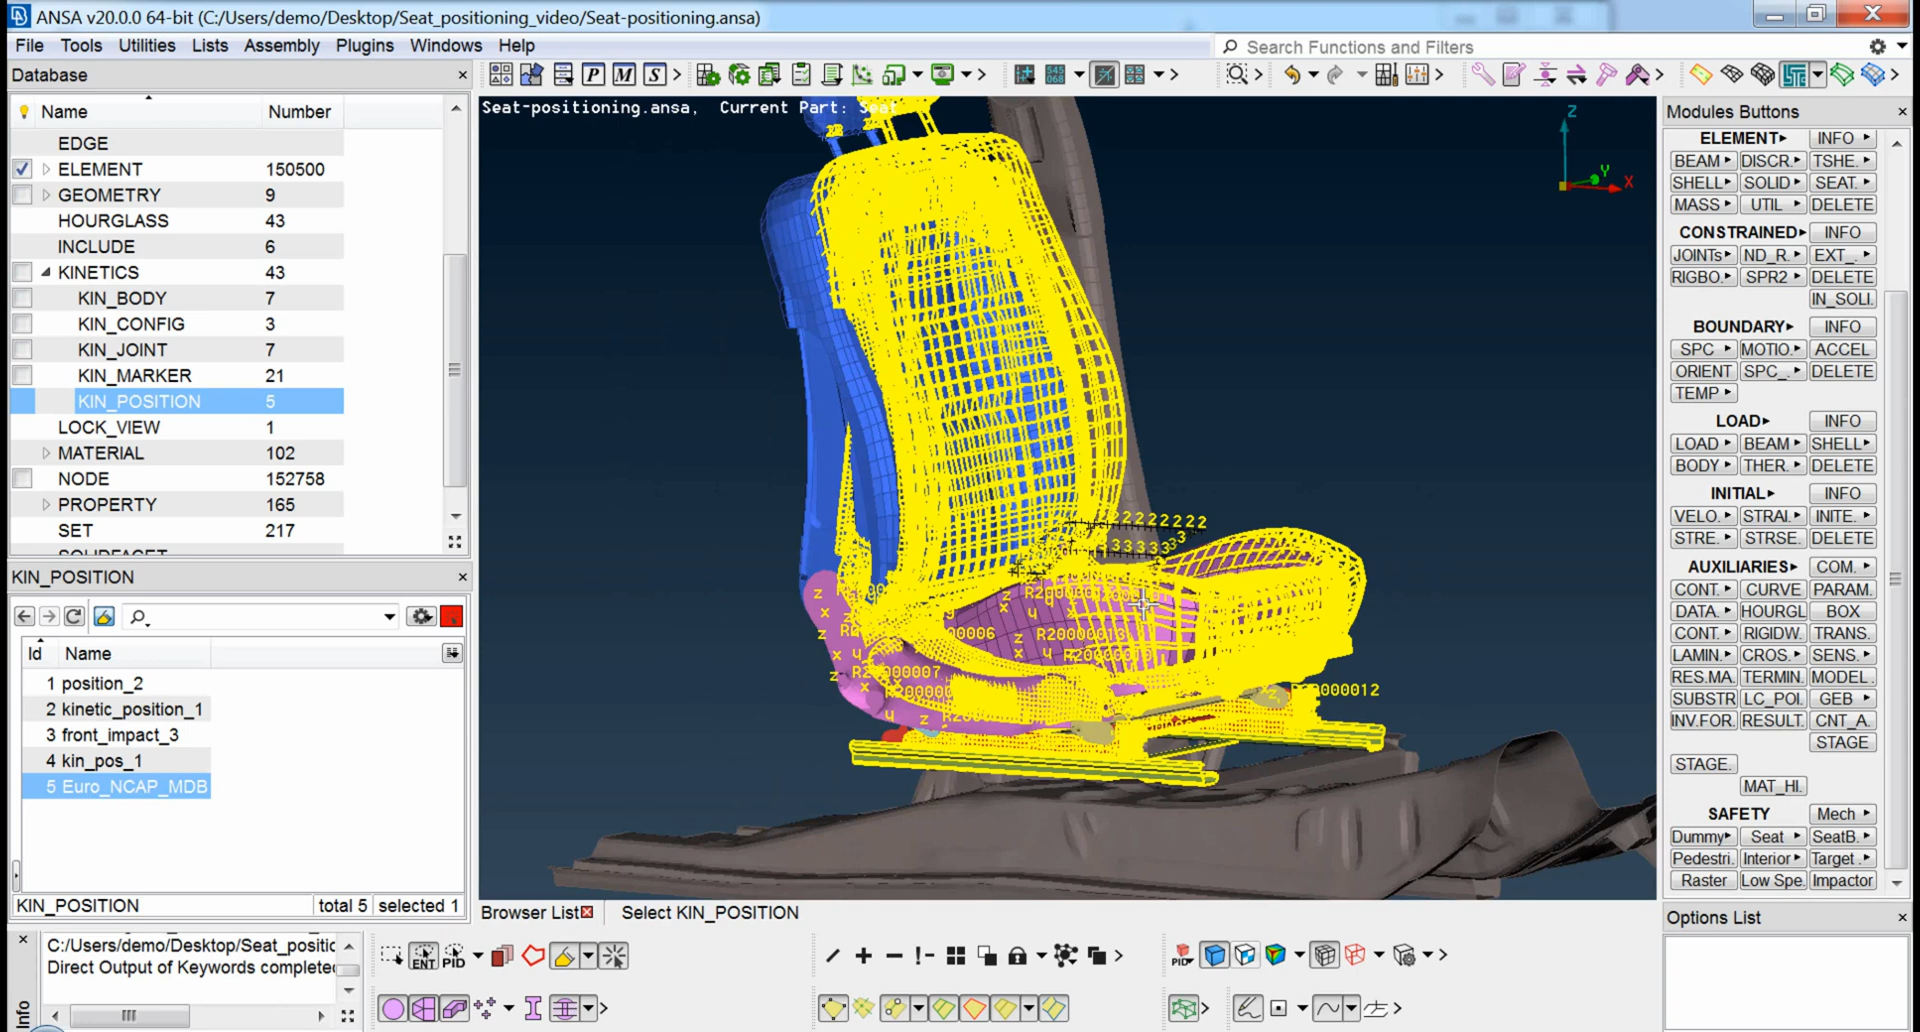 ANSA v20.0.0 64-bit (C:/Users/demo/Desktop/Seat_positioning_video/Seat-positioning.ansa)
File Tools Utilities Lists Assembly Plugins Windows Help
Search Functions and Filters
Database
P M S
Name Number
EDGE
ELEMENT 150500
GEOMETRY 9
HOURGLASS 43
INCLUDE 6
KINETICS 43
KIN_BODY 7
KIN_CONFIG 3
KIN_JOINT 7
KIN_MARKER 21
KIN_POSITION 5
LOCK_VIEW 1
MATERIAL 102
NODE 152758
PROPERTY 165
SET 217
KIN_POSITION
Id Name
1 position_2
2 kinetic_position_1
3 front_impact_3
4 kin_pos_1
5 Euro_NCAP_MDB
KIN_POSITION total 5 selected 1
C:/Users/demo/Desktop/Seat_positic
Direct Output of Keywords complete
Info
Seat-positioning.ansa, Current Part: Seat
Z
Y
X
Browser List Select KIN_POSITION
ENT PID
PID
Modules Buttons
ELEMENT INFO
BEAM DISCR. TSHE.
SHELL SOLID SEAT.
MASS UTIL DELETE
CONSTRAINED INFO
JOINTs ND_R. EXT_.
RIGBO. SPR2 DELETE
IN_SOLI.
BOUNDARY INFO
SPC MOTIO. ACCEL
ORIENT SPC_. DELETE
TEMP
LOAD INFO
LOAD BEAM SHELL
BODY THER. DELETE
INITIAL INFO
VELO. STRAI. INITE.
STRE. STRSE. DELETE
AUXILIARIES COM.
CONT. CURVE PARAM.
DATA. HOURGL BOX
CONT. RIGIDW. TRANS.
LAMIN. CROS. SENS.
RES.MA. TERMIN. MODEL.
SUBSTR LC_POI. GEB
INV.FOR. RESULT. CNT_A.
STAGE
STAGE.
MAT_HI.
SAFETY Mech
Dummy Seat SeatB.
Pedestri. Interior Target.
Raster Low Spe. Impactor
Options List